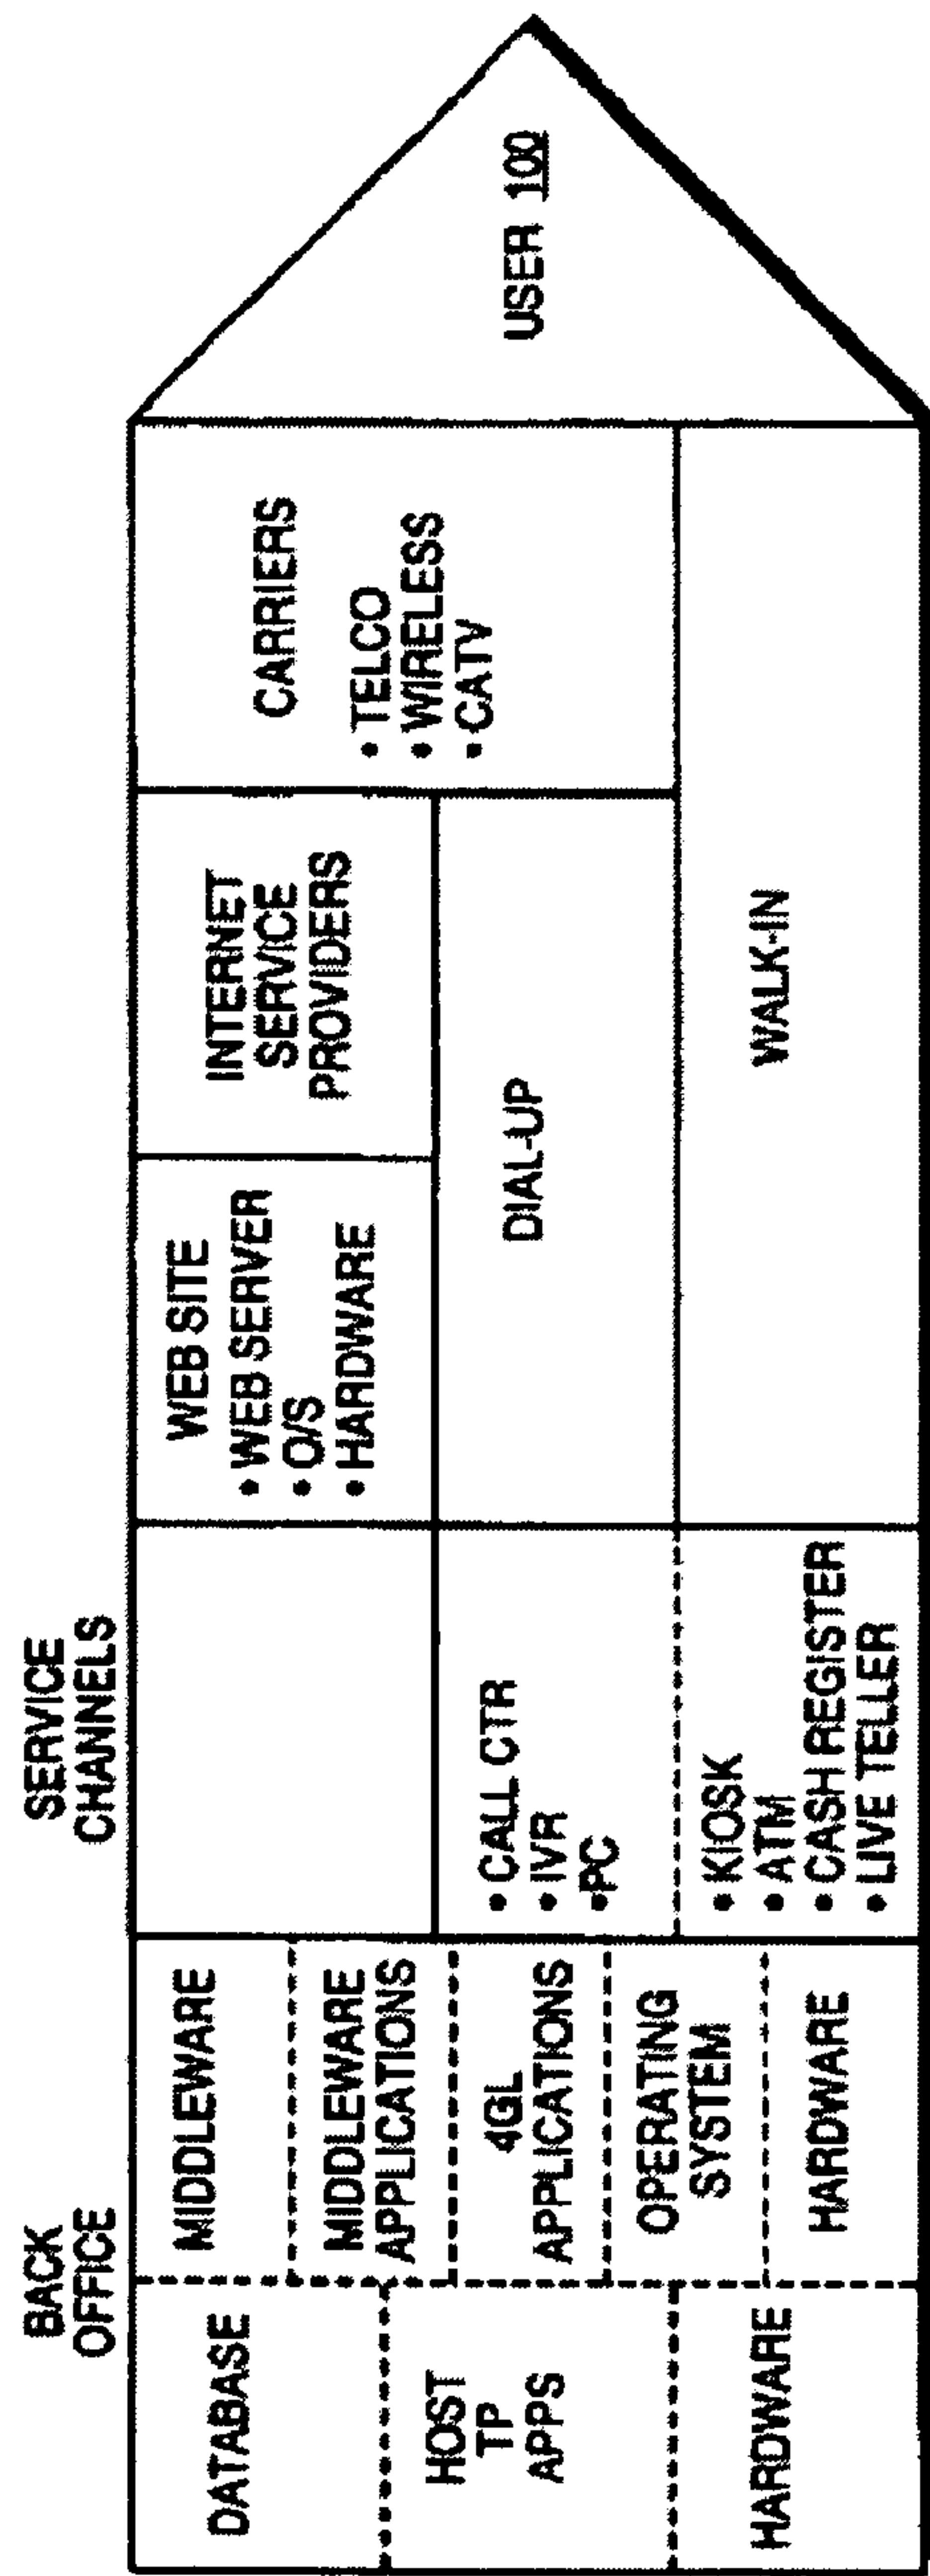 BACK
OFFICE
SERVICE
CHANNELS
DATABASE
HOST
TP
APPS
HARDWARE
MIDDLEWARE
MIDDLEWARE
APPLICATIONS
4GL
APPLICATIONS
OPERATING
SYSTEM
HARDWARE
• CALL CTR
• IVR
•PC
• KIOSK
• ATM
• CASH REGISTER
• LIVE TELLER
WEB SITE
• WEB SERVER
• O/S
• HARDWARE
INTERNET
SERVICE
PROVIDERS
DIAL-UP
WALK-IN
CARRIERS
• TELCO
• WIRELESS
• CATV
USER 100